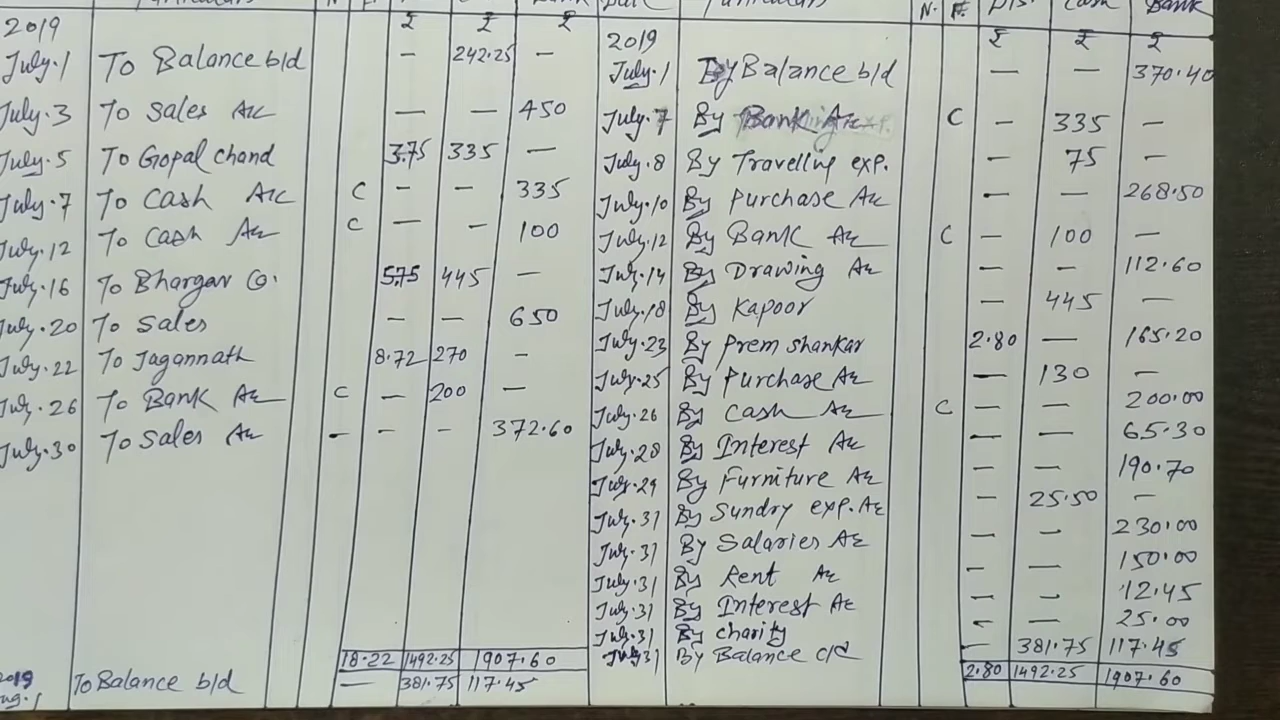 Particulars N. F. Bank Date Particulars N. F. Dis. Cash Bank
2019 ₹ ₹ ₹ 2019 ₹ ₹ ₹
July.1 To Balance b/d — 242.25 — July.1 By Balance b/d — — 370.40
July.3 To Sales A/c — — 450 July.7 By Bank A/c C — 335 —
July.5 To Gopal chand 3.75 335 — July.8 By Travelling exp. — 75 —
July.7 To Cash A/c C — — 335 July.10 By Purchase A/c — — 268.50
July.12 To Cash A/c C — — 100 July.12 By Bank A/c C — 100 —
July.16 To Bhargav Co. 5.75 445 — July.14 By Drawing A/c — — 112.60
July.20 To Sales — — 650 July.18 By Kapoor — 445 —
July.22 To Jagannath 8.72 270 — July.23 By Prem shankar 2.80 — 165.20
July.26 To Bank A/c C — 200 — July.25 By Purchase A/c — 130 —
July.30 To Sales A/c - - - 372.60 July.26 By Cash A/c C — — 200.00
July.28 By Interest A/c — — 65.30
July.29 By Furniture A/c — — 190.70
July.31 By Sundry exp. A/c — 25.50 —
July.31 By Salaries A/c — — 230.00
July.31 By Rent A/c — — 150.00
July.31 By Interest A/c — — 12.45
July.31 By charity — — 25.00
July 31 By Balance c/d — 381.75 117.45
18.22 1492.25 1907.60 2.80 1492.25 1907.60
2019
Aug.1 To Balance b/d — 381.75 117.45